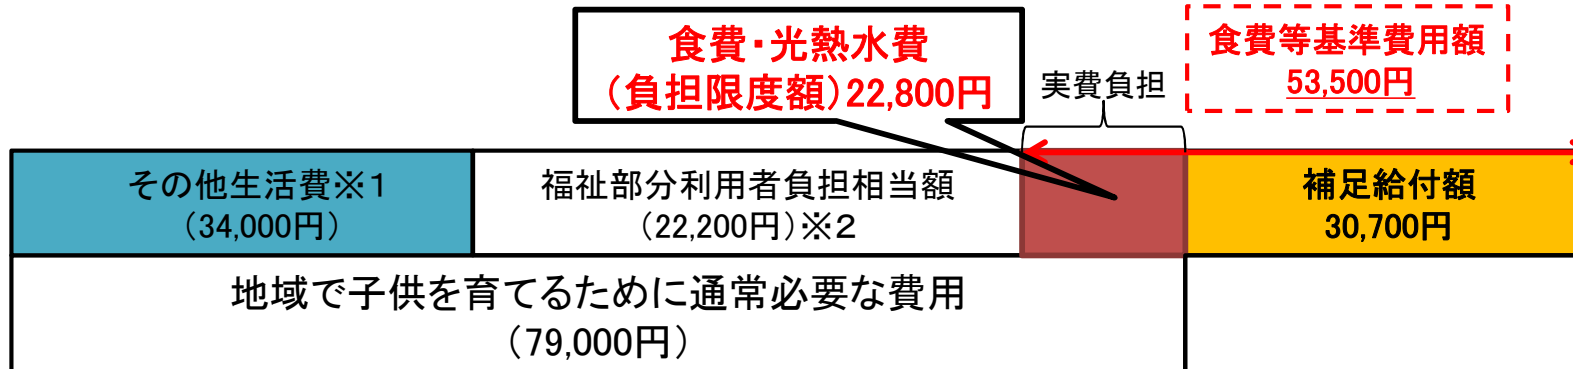 食費・光熱水費
(負担限度額)22,800円
実費負担
食費等基準費用額
53,500円
その他生活費※1
(34,000円)
福祉部分利用者負担相当額
(22,200円)※2
補足給付額
30,700円
地域で子供を育てるために通常必要な費用
(79,000円)